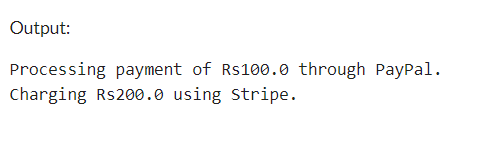 Output:
Processing payment of Rs100.0 through PayPal.
Charging Rs200.0 using Stripe.